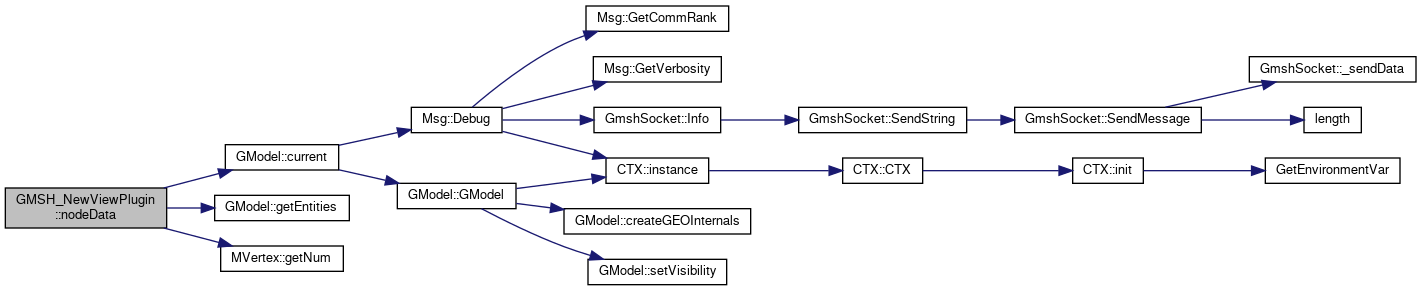 GMSH_NewViewPlugin
::nodeData
GModel::current
GModel::getEntities
MVertex::getNum
Msg::Debug
GModel::GModel
Msg::GetCommRank
Msg::GetVerbosity
GmshSocket::Info
CTX::instance
GModel::createGEOInternals
GModel::setVisibility
GmshSocket::SendString
CTX::CTX
GmshSocket::SendMessage
CTX::init
GmshSocket::_sendData
length
GetEnvironmentVar